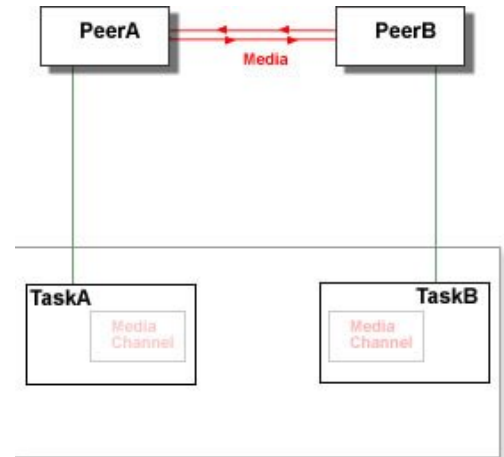 PeerA
PeerB
Media
TaskA
TaskB
Media
Channel
Media
Channel